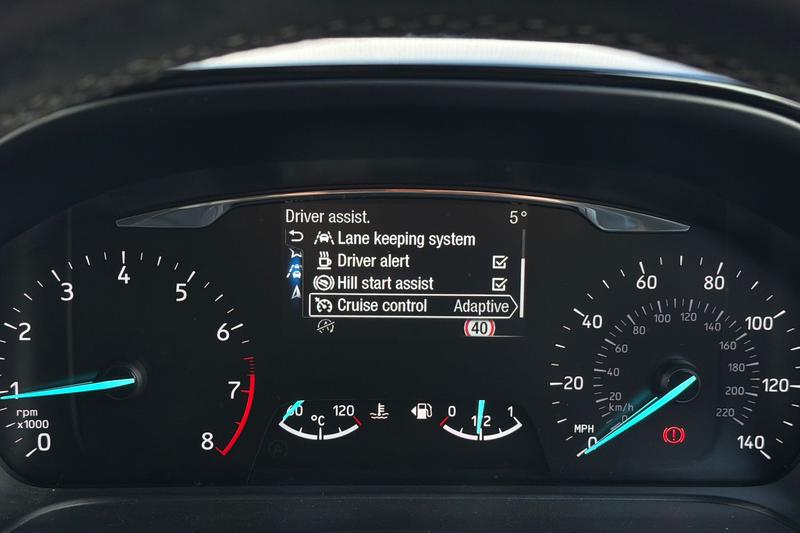 Driver assist. 5°
Lane keeping system
Driver alert
Hill start assist
Cruise control Adaptive
40
0
1
2
3
4
5
6
7
8
rpm
x1000
60 °C 120
0 1/2 1
0
20
40
60
80
100
120
140
MPH
0
20
40
60
80
100
120
140
160
180
200
220
km/h